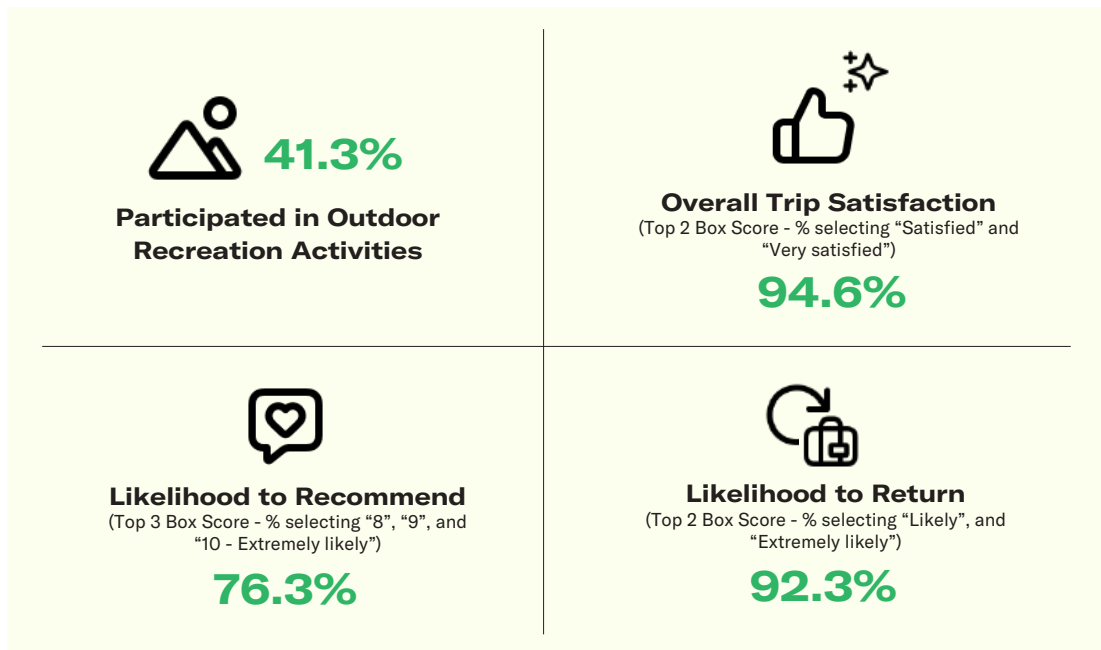 41.3%
Participated in Outdoor
Recreation Activities
Overall Trip Satisfaction
(Top 2 Box Score - % selecting “Satisfied” and
“Very satisfied”)
94.6%
Likelihood to Recommend
(Top 3 Box Score - % selecting “8”, “9”, and
“10 - Extremely likely”)
76.3%
Likelihood to Return
(Top 2 Box Score - % selecting “Likely”, and
“Extremely likely”)
92.3%